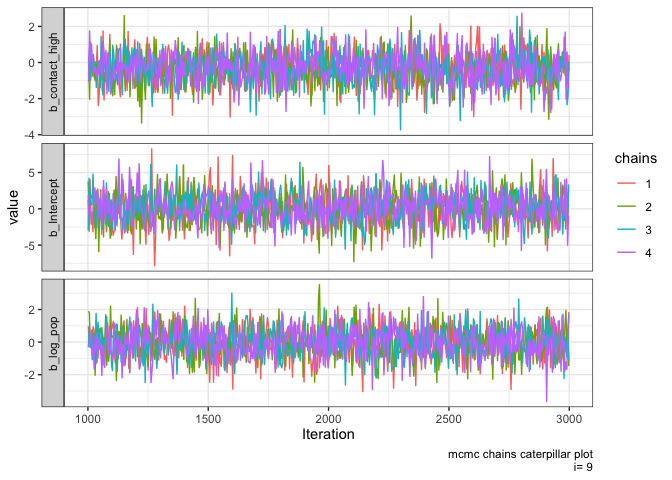 b_contact_high
2
0
-2
-4
b_Intercept
5
0
-5
b_log_pop
2
0
-2
value
1000 1500 2000 2500 3000
Iteration
chains
1
2
3
4
mcmc chains caterpillar plot
i= 9